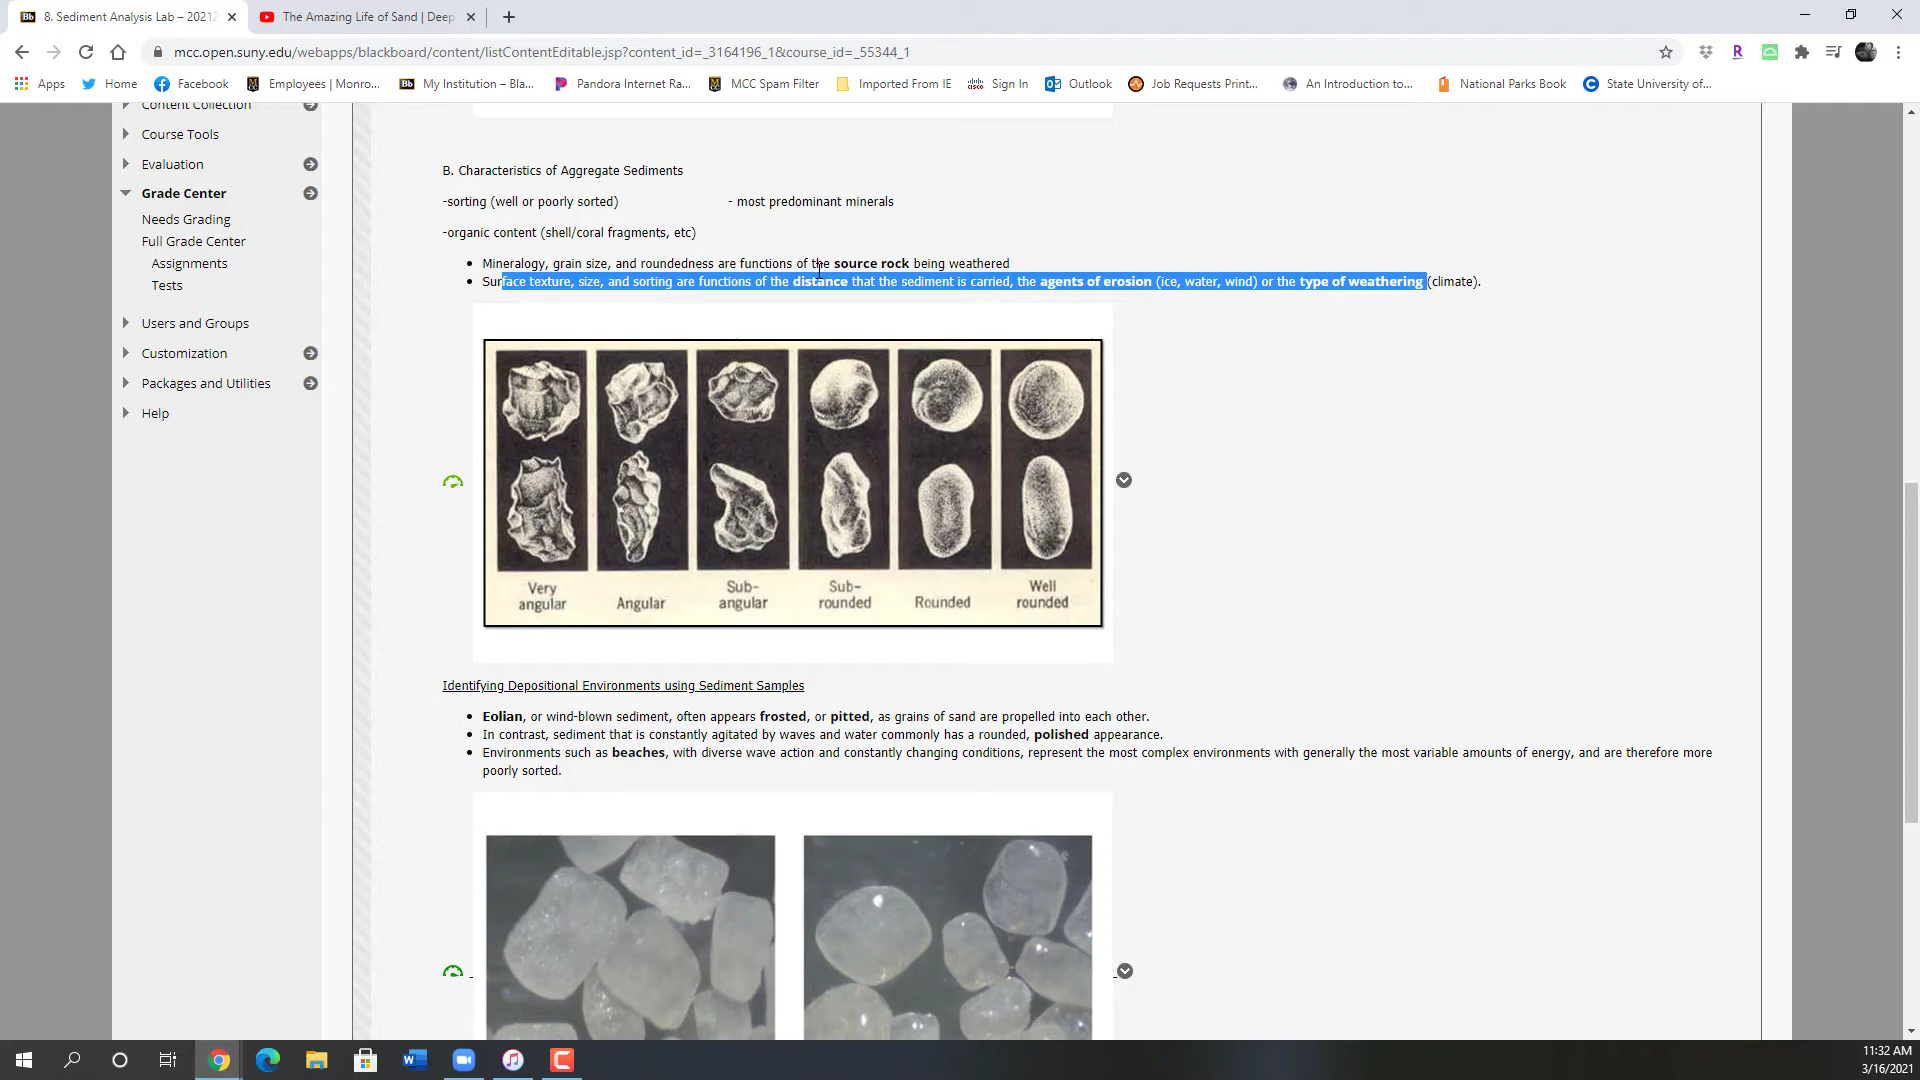 8. Sediment Analysis Lab – 20212
The Amazing Life of Sand | Deep
mcc.open.suny.edu/webapps/blackboard/content/listContentEditable.jsp?content_id=_3164196_1&course_id=_55344_1
Apps Home Facebook Employees | Monro... My Institution – Bla... Pandora Internet Ra... MCC Spam Filter Imported From IE Sign In Outlook Job Requests Print... An Introduction to... National Parks Book State University of...
Content Collection
Course Tools
Evaluation
Grade Center
Needs Grading
Full Grade Center
Assignments
Tests
Users and Groups
Customization
Packages and Utilities
Help
B. Characteristics of Aggregate Sediments
-sorting (well or poorly sorted) - most predominant minerals
-organic content (shell/coral fragments, etc)
Mineralogy, grain size, and roundedness are functions of the source rock being weathered
Surface texture, size, and sorting are functions of the distance that the sediment is carried, the agents of erosion (ice, water, wind) or the type of weathering (climate).
Very angular
Angular
Sub-angular
Sub-rounded
Rounded
Well rounded
Identifying Depositional Environments using Sediment Samples
Eolian, or wind-blown sediment, often appears frosted, or pitted, as grains of sand are propelled into each other.
In contrast, sediment that is constantly agitated by waves and water commonly has a rounded, polished appearance.
Environments such as beaches, with diverse wave action and constantly changing conditions, represent the most complex environments with generally the most variable amounts of energy, and are therefore more
poorly sorted.
11:32 AM
3/16/2021